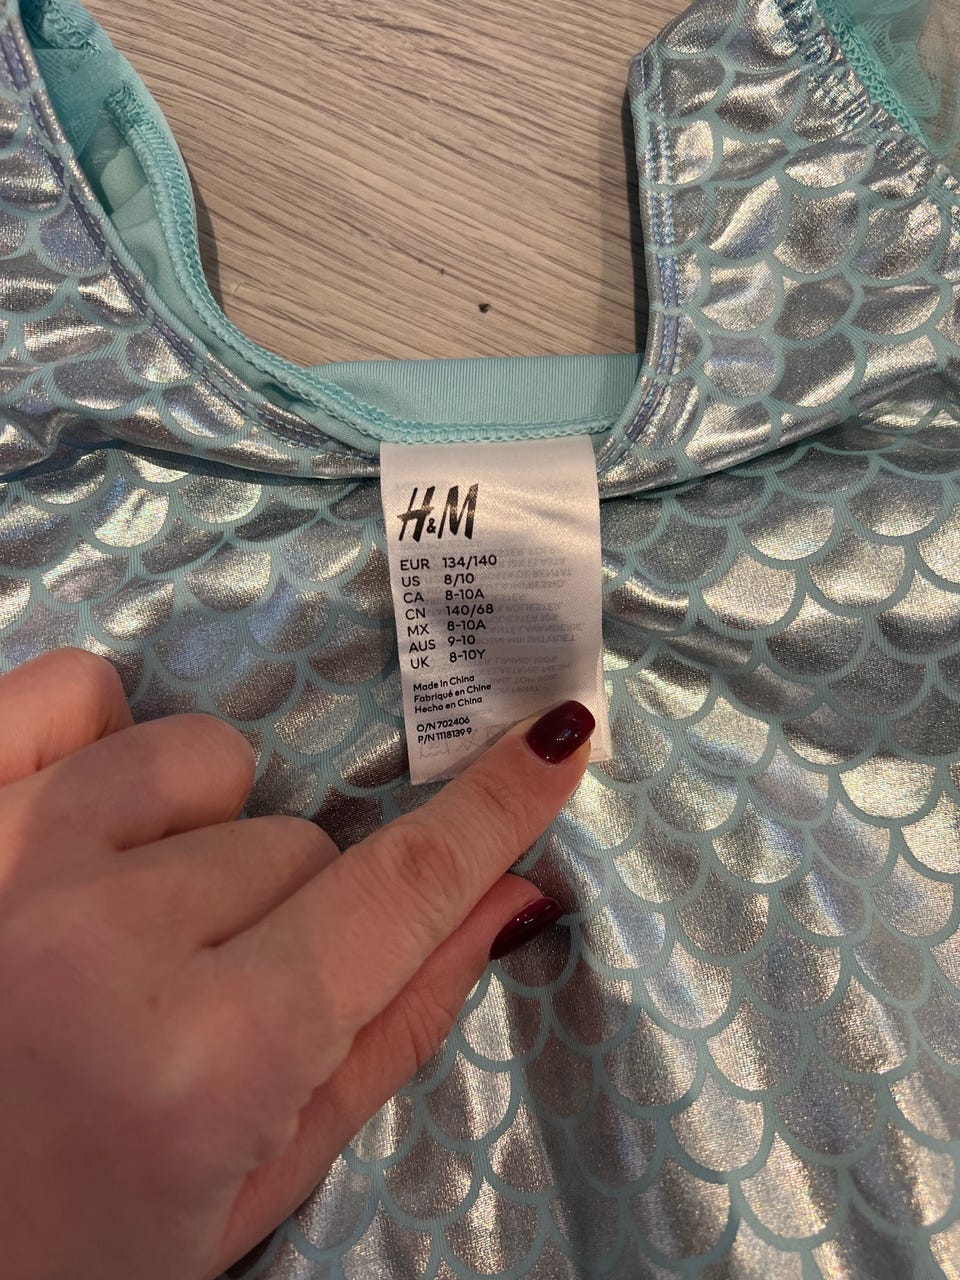 H&M
EUR 134/140
US 8/10
CA 8-10A
CN 140/68
MX 8-10A
AUS 9-10
UK 8-10Y
Made in China
Fabriqué en Chine
Hecho en China
O/N 702406
P/N 1118139 9